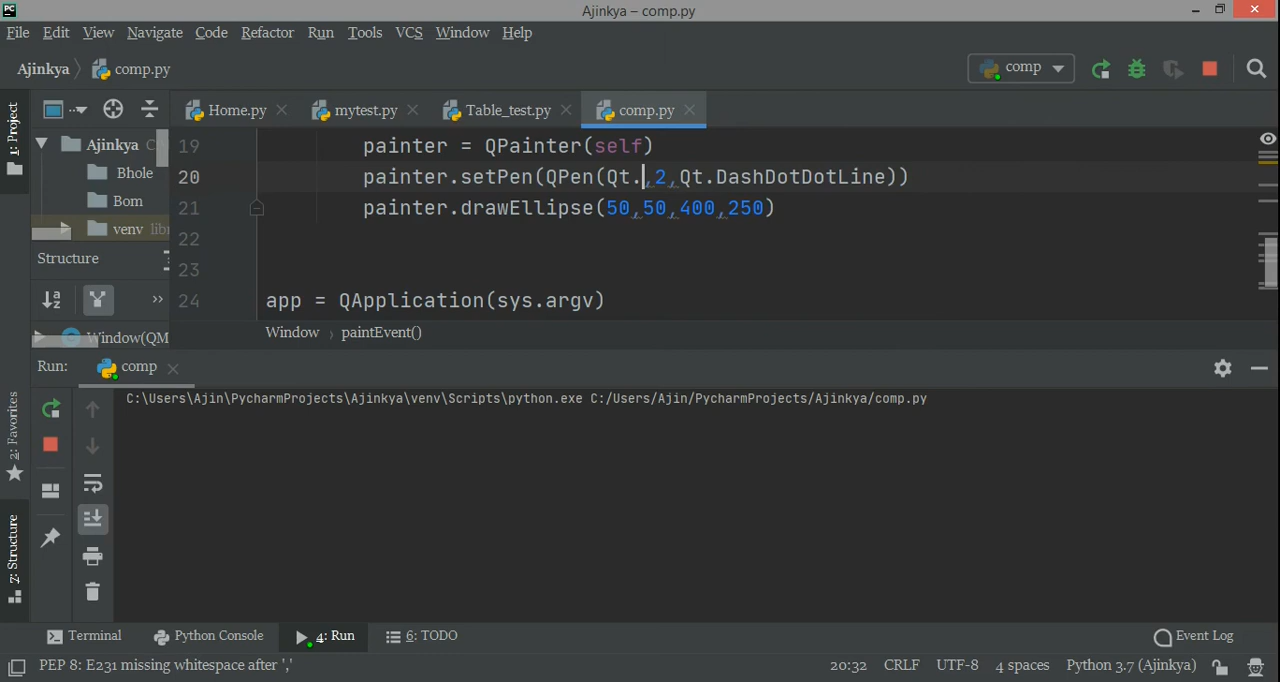 PC
Ajinkya – comp.py
File Edit View Navigate Code Refactor Run Tools VCS Window Help
Ajinkya comp.py comp
1: Project
Home.py mytest.py Table_test.py comp.py
Ajinkya
Bhole
Bom
venv
19 painter = QPainter(self)
20 painter.setPen(QPen(Qt.,2,Qt.DashDotDotLine))
21 painter.drawEllipse(50,50,400,250)
22
23
24 app = QApplication(sys.argv)
Structure
Window(QM
Window › paintEvent()
Run: comp
C:\Users\Ajin\PycharmProjects\Ajinkya\venv\Scripts\python.exe C:/Users/Ajin/PycharmProjects/Ajinkya/comp.py
2: Favorites
7: Structure
Terminal Python Console 4: Run 6: TODO Event Log
PEP 8: E231 missing whitespace after ',' 20:32 CRLF UTF-8 4 spaces Python 3.7 (Ajinkya)